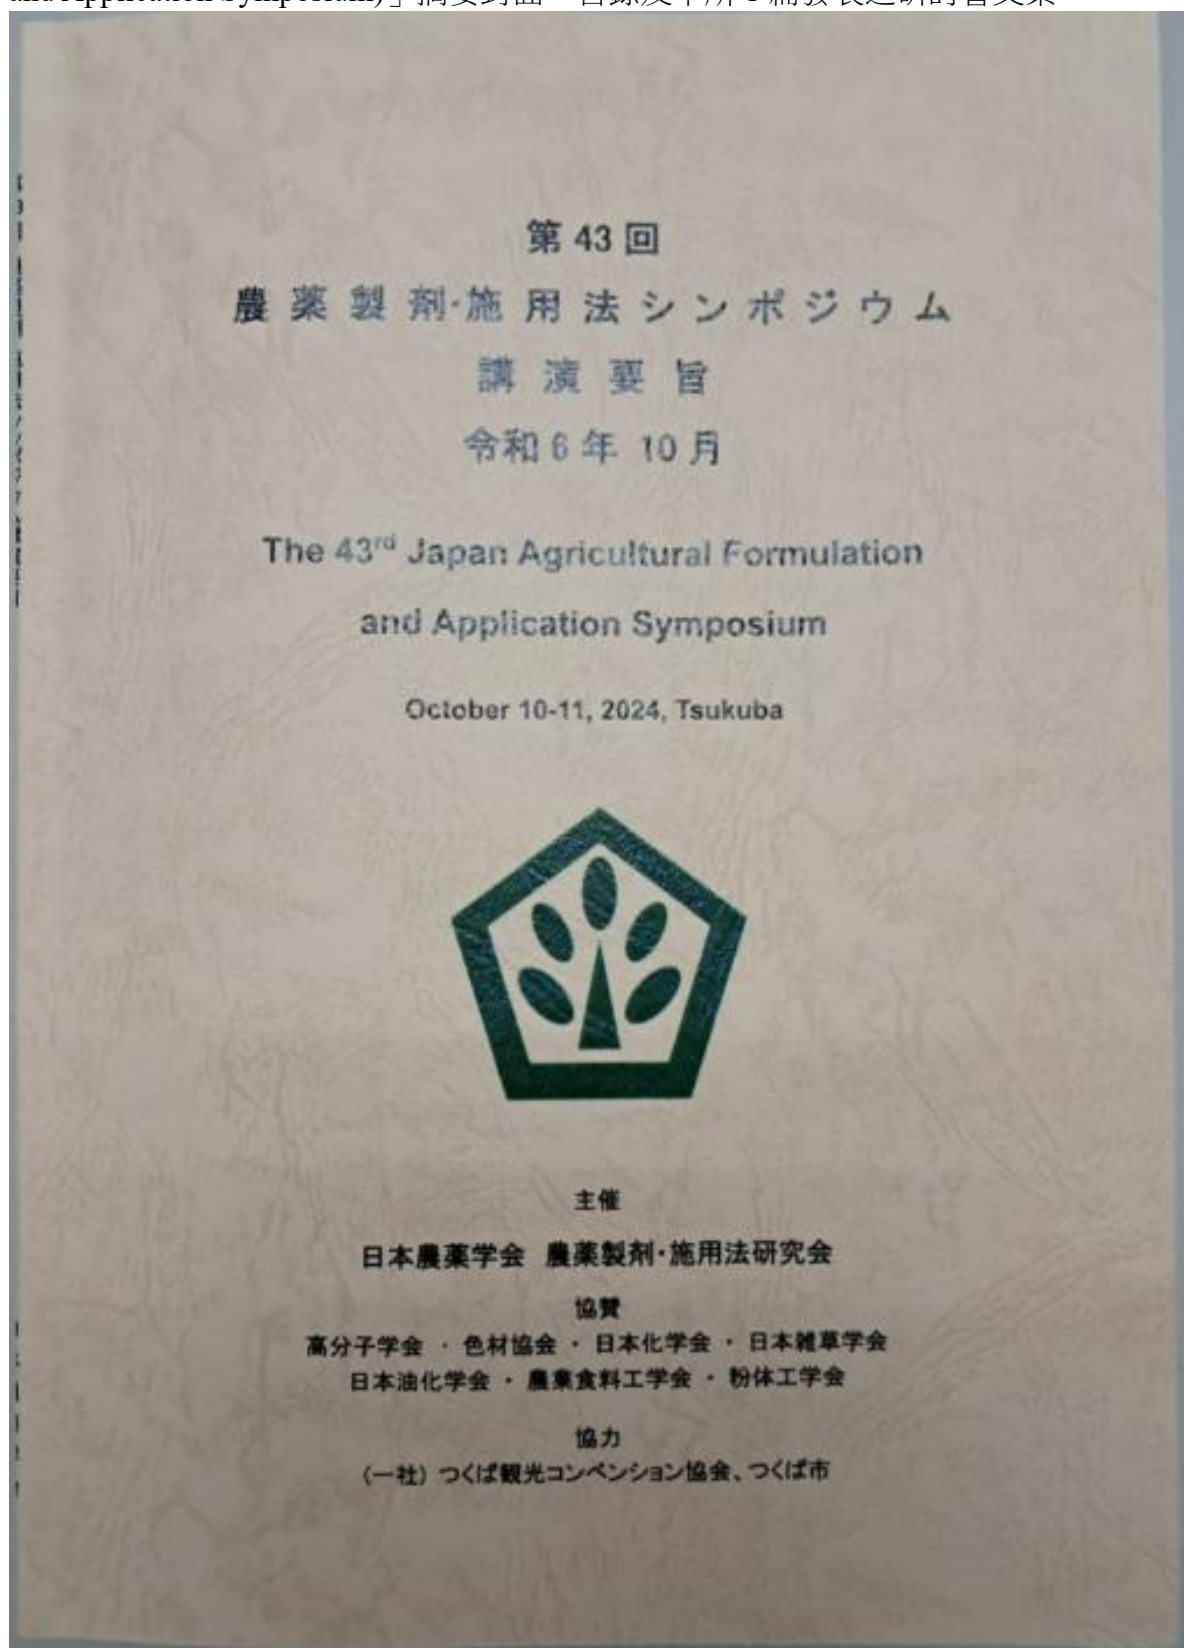 第 43 回
農薬製剤・施用法シンポジウム
講演要旨
令和 6 年 10 月
The 43rd Japan Agricultural Formulation
and Application Symposium
October 10-11, 2024, Tsukuba
主催
日本農薬学会 農薬製剤・施用法研究会
協賛
高分子学会 ・ 色材協会 ・ 日本化学会 ・ 日本雑草学会
日本油化学会 ・ 農業食料工学会 ・ 粉体工学会
協力
(一社) つくば観光コンベンション協会、つくば市